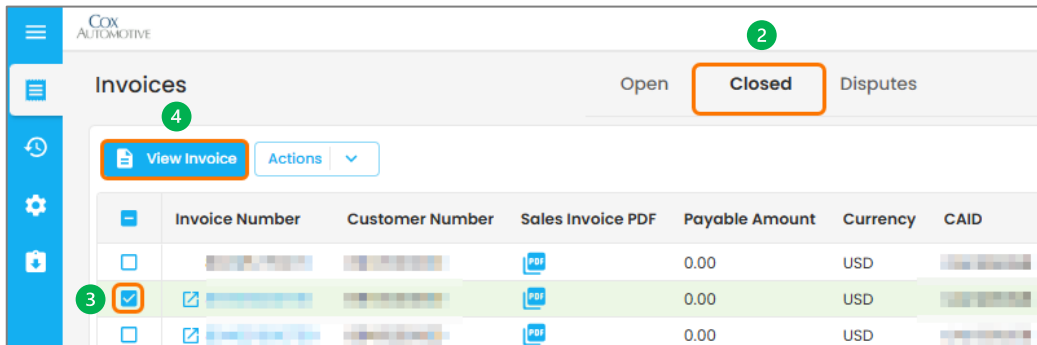 COX
AUTOMOTIVE
2
Invoices Open Closed Disputes
4
View Invoice Actions
Invoice Number Customer Number Sales Invoice PDF Payable Amount Currency CAID
PDF 0.00 USD
3 PDF 0.00 USD
PDF 0.00 USD